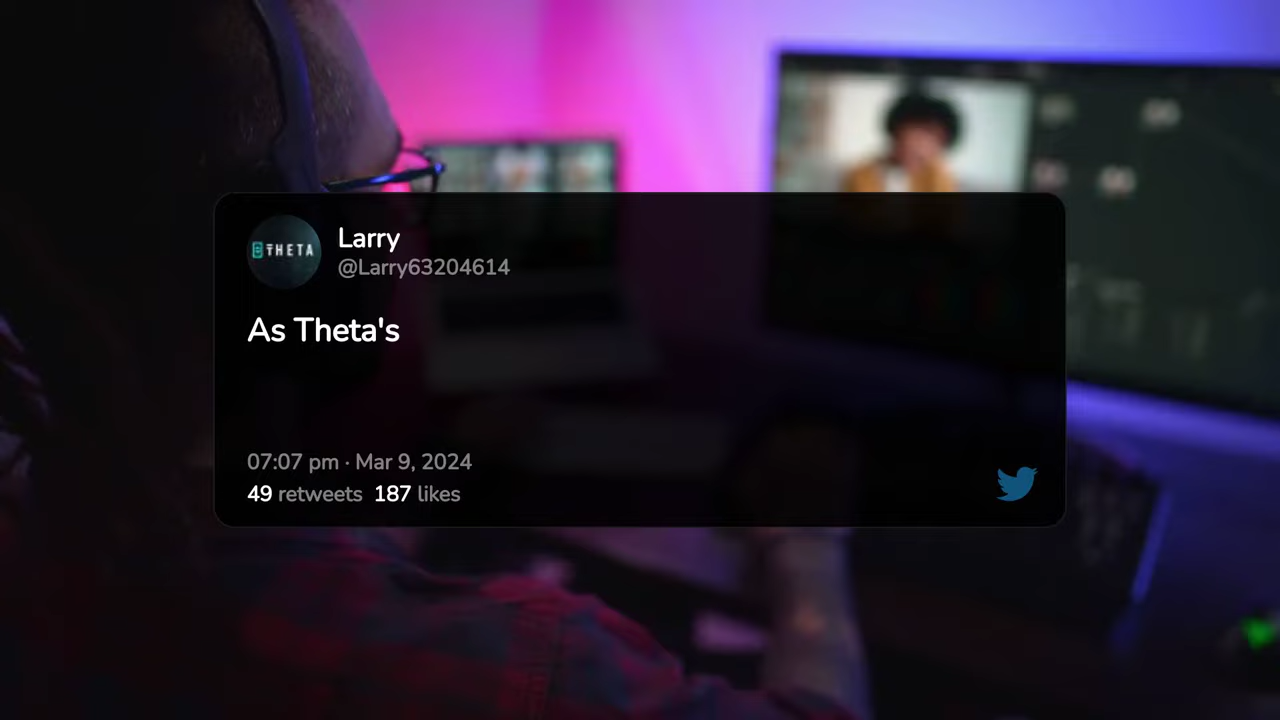 THETA
Larry
@Larry63204614
As Theta's
07:07 pm · Mar 9, 2024
49 retweets 187 likes